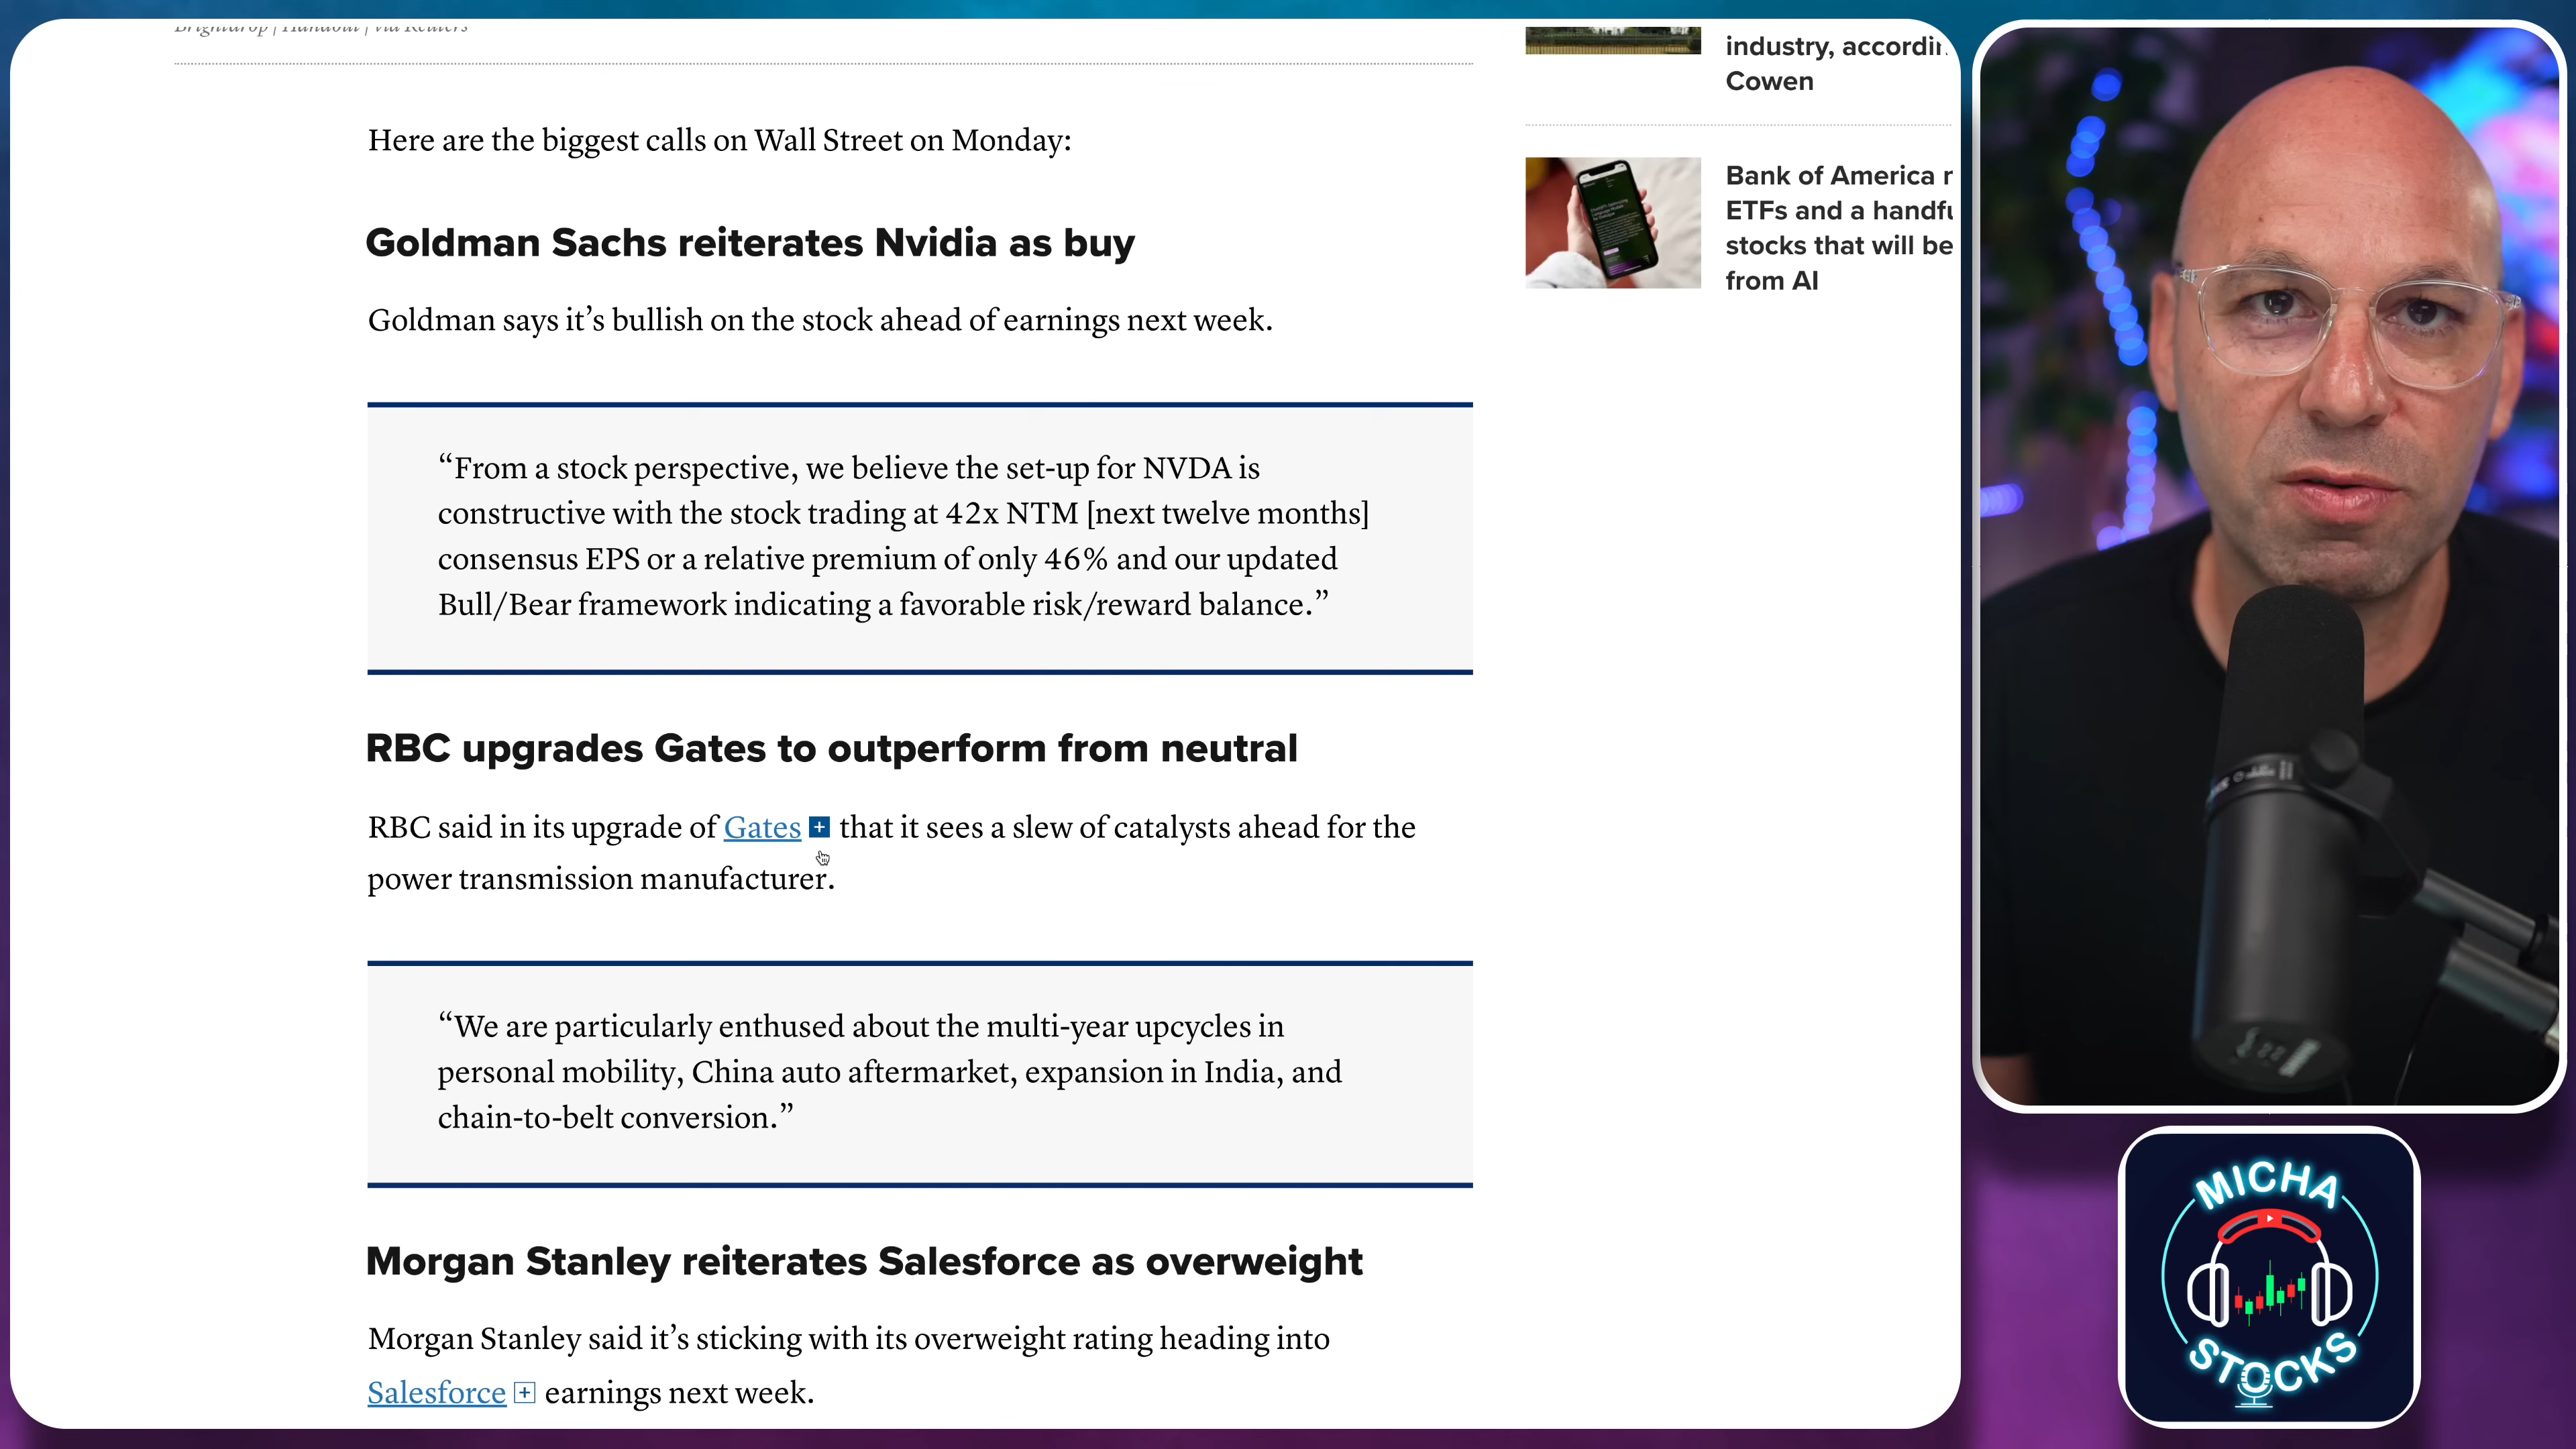 Brightdrop | Handout | via Reuters
Here are the biggest calls on Wall Street on Monday:
Goldman Sachs reiterates Nvidia as buy
Goldman says it’s bullish on the stock ahead of earnings next week.
“From a stock perspective, we believe the set-up for NVDA is
constructive with the stock trading at 42x NTM [next twelve months]
consensus EPS or a relative premium of only 46% and our updated
Bull/Bear framework indicating a favorable risk/reward balance.”
RBC upgrades Gates to outperform from neutral
RBC said in its upgrade of Gates that it sees a slew of catalysts ahead for the
power transmission manufacturer.
“We are particularly enthused about the multi-year upcycles in
personal mobility, China auto aftermarket, expansion in India, and
chain-to-belt conversion.”
Morgan Stanley reiterates Salesforce as overweight
Morgan Stanley said it’s sticking with its overweight rating heading into
Salesforce earnings next week.
industry,
Cowen
Bank of America
ETFs and a
stocks that will
from AI
MICHA
STOCKS